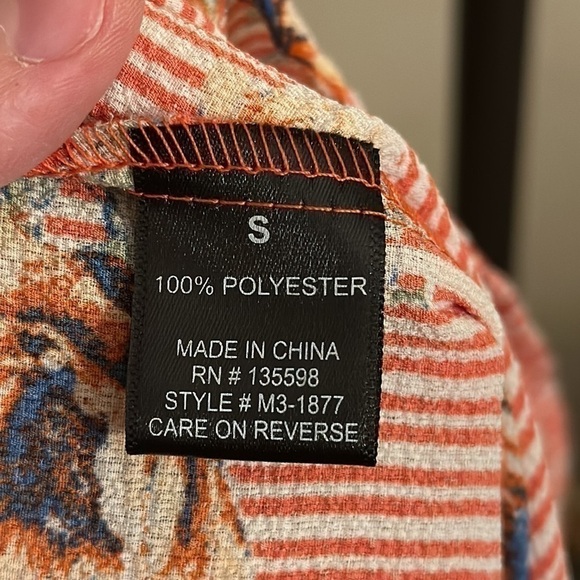 S
100% POLYESTER
MADE IN CHINA
RN # 135598
STYLE # M3-1877
CARE ON REVERSE